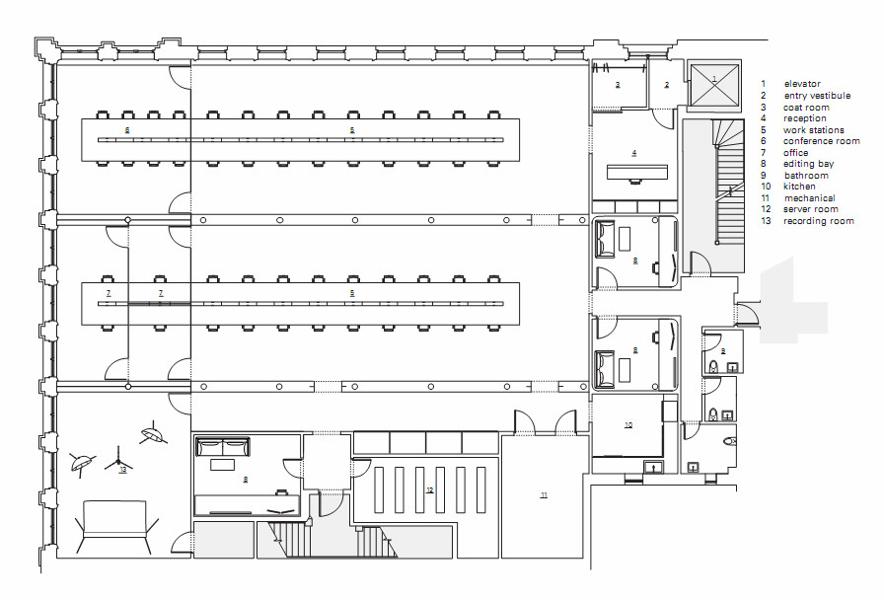 1
3
2
1 elevator
2 entry vestibule
3 coat room
4 reception
5 work stations
6 conference room
7 office
8 editing bay
9 bathroom
10 kitchen
11 mechanical
12 server room
13 recording room
6
5
4
7
7
5
8
9
10
13
8
12
11